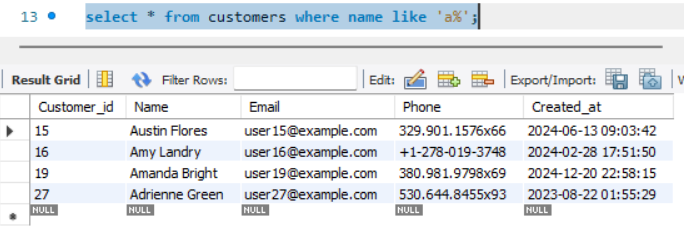 13 select * from customers where name like 'a%';
Result Grid Filter Rows: Edit: Export/Import:
Customer_id Name Email Phone Created_at
15 Austin Flores user15@example.com 329.901.1576x66 2024-06-13 09:03:42
16 Amy Landry user16@example.com +1-278-019-3748 2024-02-28 17:51:50
19 Amanda Bright user19@example.com 380.981.9798x69 2024-12-20 22:58:15
27 Adrienne Green user27@example.com 530.644.8455x93 2023-08-22 01:55:29
NULL NULL NULL NULL NULL